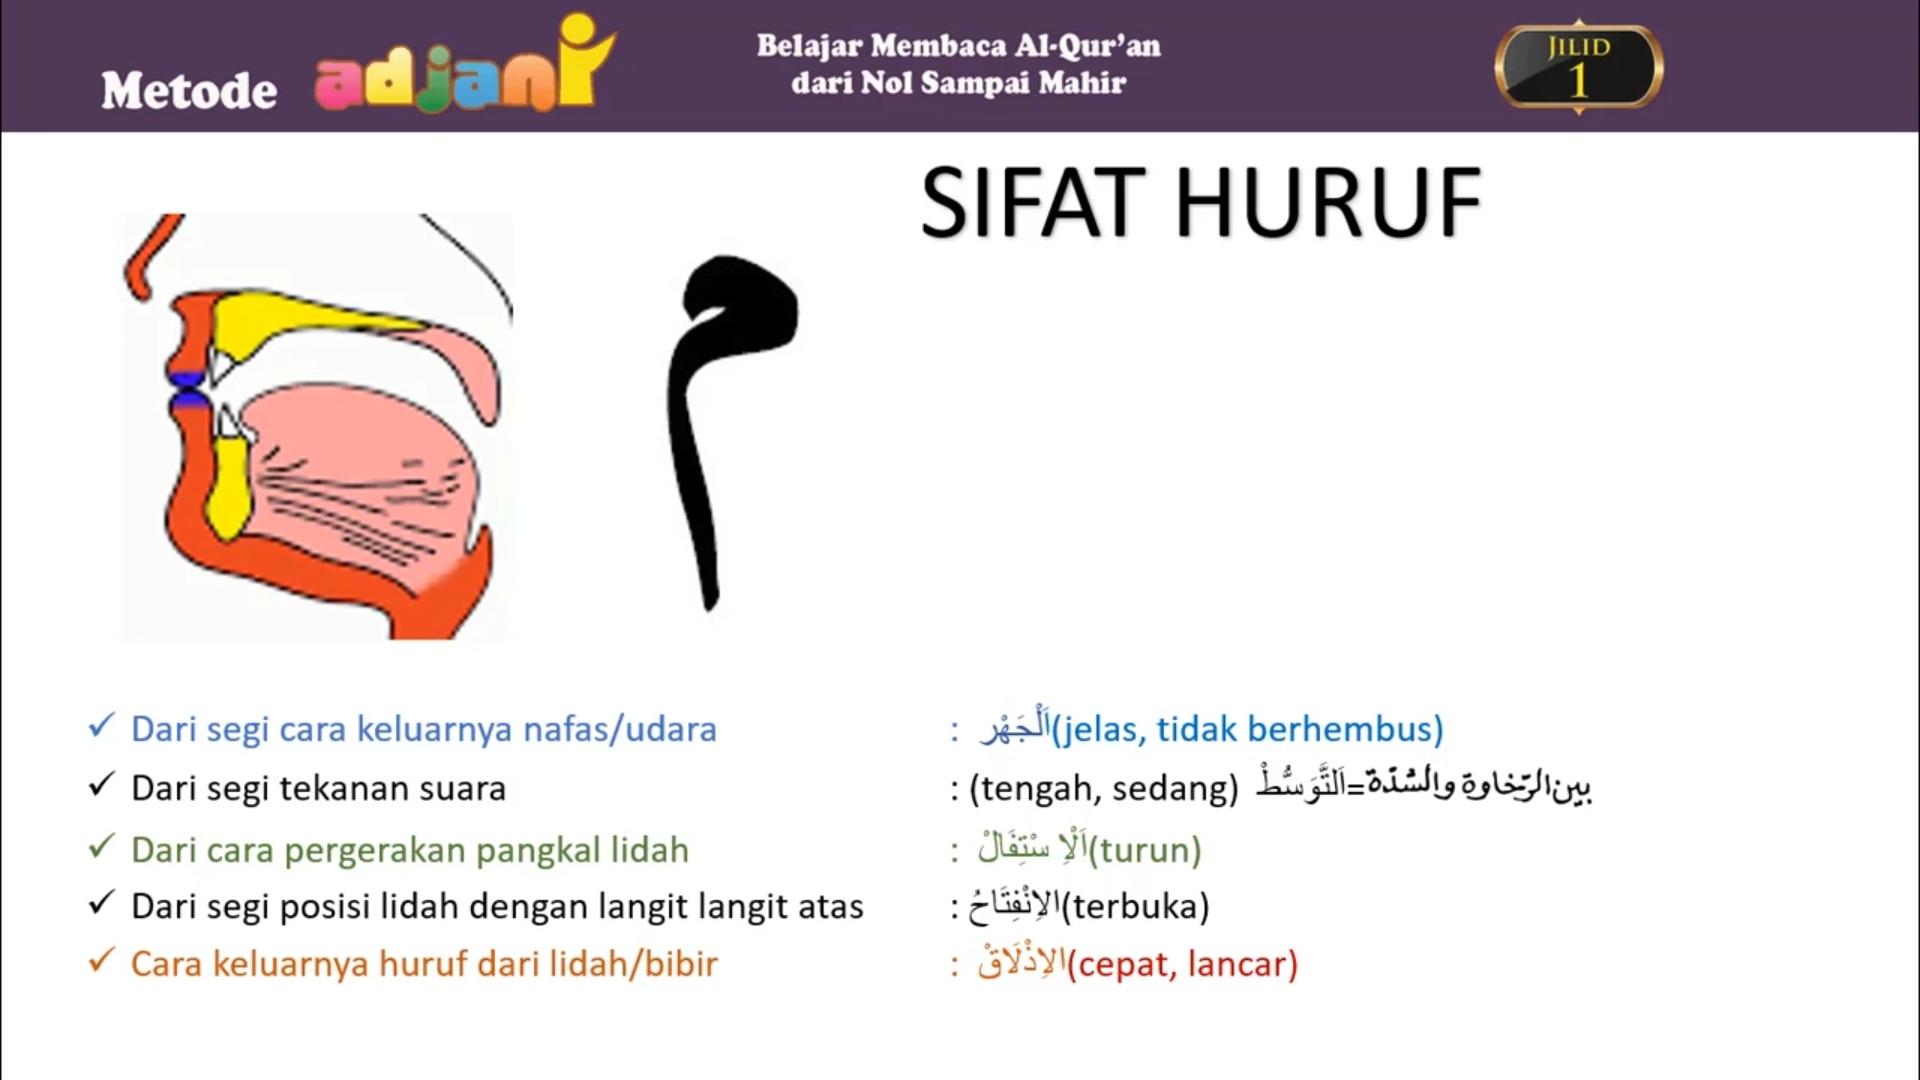 Metode adjani
Belajar Membaca Al-Qur'an
dari Nol Sampai Mahir
JILID
1
SIFAT HURUF
م
✓ Dari segi cara keluarnya nafas/udara : اَلْجَهْر(jelas, tidak berhembus)
✓ Dari segi tekanan suara : (tengah, sedang) بين الرّخاوة والشّدّة=اَلتَّوَسُّطْ
✓ Dari cara pergerakan pangkal lidah : اَلْاِ سْتِفَالْ(turun)
✓ Dari segi posisi lidah dengan langit langit atas : الاِنْفِتَاحُ(terbuka)
✓ Cara keluarnya huruf dari lidah/bibir : الاِذْلَاقْ(cepat, lancar)